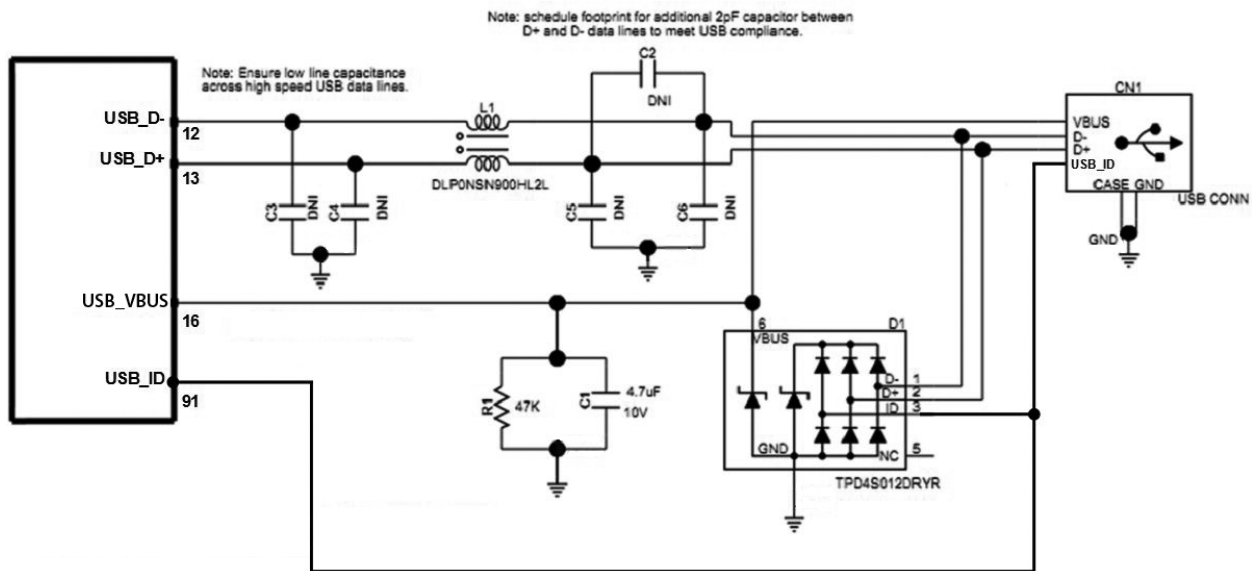 Note: schedule footprint for additional 2pF capacitor between
D+ and D- data lines to meet USB compliance.
C2
DNI
Note: Ensure low line capacitance
across high speed USB data lines.
L1
CN1
USB_D-
12
VBUS
D-
D+
USB_ID
USB_D+
13
DLP0NSN900HL2L
CASE GND
USB CONN
C3
DNI
C4
DNI
C5
DNI
C6
DNI
GND
USB_VBUS
16
6
D1
VBUS
USB_ID
91
R1
47K
C1
4.7uF
10V
D- 1
D+ 2
ID 3
GND
NC 5
TPD4S012DRYR